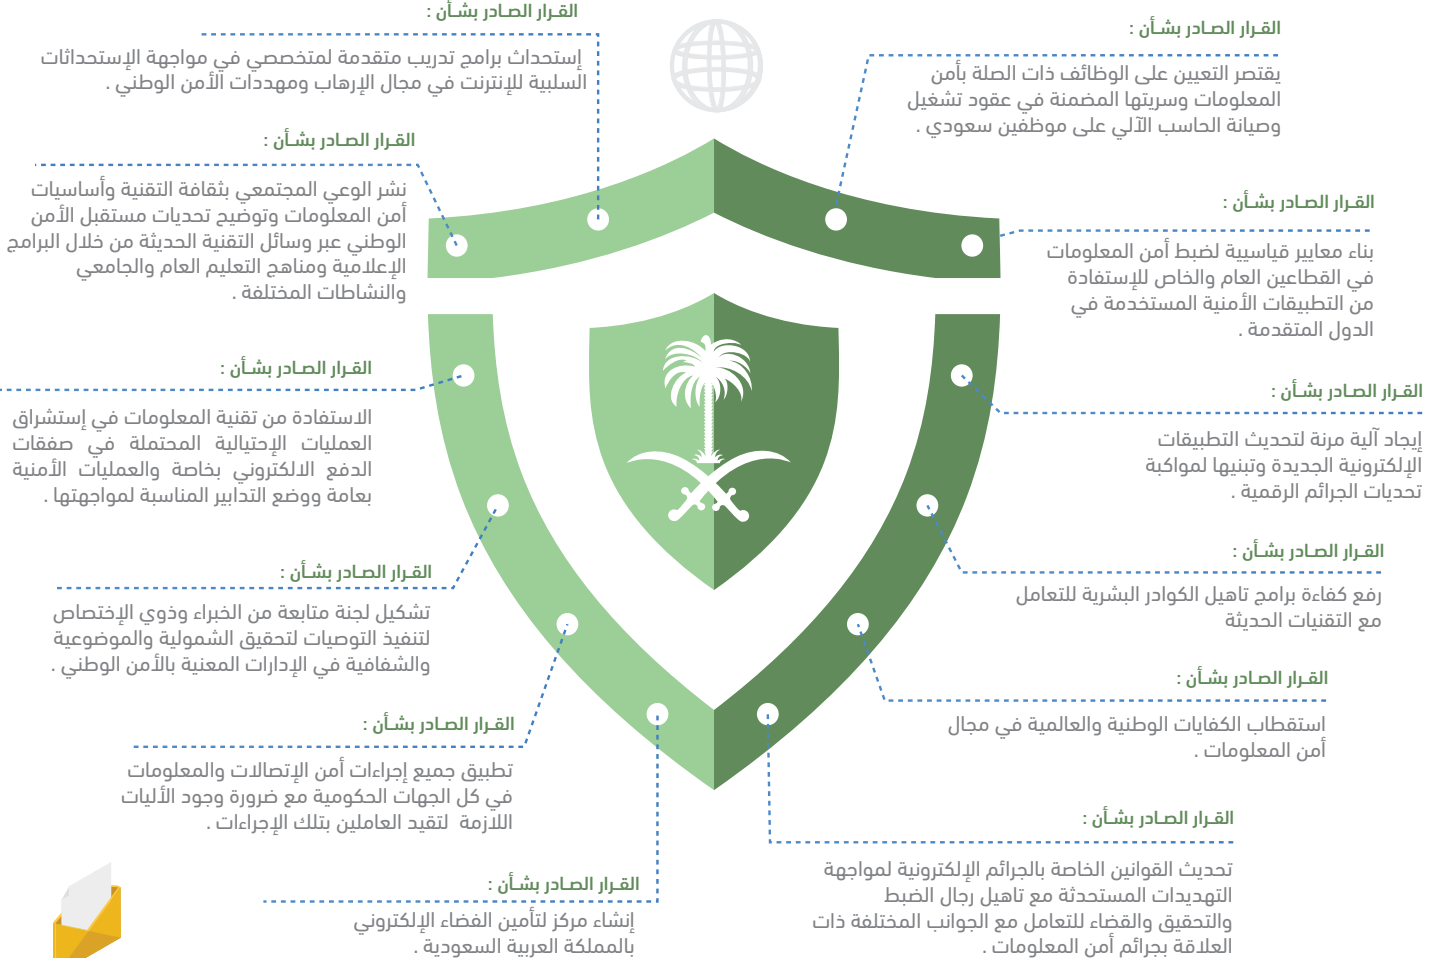 القرار الصادر بشأن :
يقتصر التعيين على الوظائف ذات الصلة بأمن
المعلومات وسريتها المضمنة في عقود تشغيل
وصيانة الحاسب الآلي على موظفين سعودي .
القرار الصادر بشأن :
بناء معايير قياسيية لضبط أمن المعلومات
في القطاعين العام والخاص للإستفادة
من التطبيقات الأمنية المستخدمة في
الدول المتقدمة .
القرار الصادر بشأن :
إيجاد آلية مرنة لتحديث التطبيقات
الإلكترونية الجديدة وتبنيها لمواكبة
تحديات الجرائم الرقمية .
القرار الصادر بشأن :
رفع كفاءة برامج تاهيل الكوادر البشرية للتعامل
مع التقنيات الحديثة
القرار الصادر بشأن :
استقطاب الكفايات الوطنية والعالمية في مجال
أمن المعلومات .
القرار الصادر بشأن :
تحديث القوانين الخاصة بالجرائم الإلكترونية لمواجهة
التهديدات المستحدثة مع تاهيل رجال الضبط
والتحقيق والقضاء للتعامل مع الجوانب المختلفة ذات
العلاقة بجرائم أمن المعلومات .
القرار الصادر بشأن :
إستحداث برامج تدريب متقدمة لمتخصصي في مواجهة الإستحداثات
السلبية للإنترنت في مجال الإرهاب ومهددات الأمن الوطني .
القرار الصادر بشأن :
نشر الوعي المجتمعي بثقافة التقنية وأساسيات
أمن المعلومات وتوضيح تحديات مستقبل الأمن
الوطني عبر وسائل التقنية الحديثة من خلال البرامج
الإعلامية ومناهج التعليم العام والجامعي
والنشاطات المختلفة .
القرار الصادر بشأن :
الاستفادة من تقنية المعلومات في إستشراق
العمليات الإحتيالية المحتملة في صفقات
الدفع الالكتروني بخاصة والعمليات الأمنية
بعامة ووضع التدابير المناسبة لمواجهتها .
القرار الصادر بشأن :
تشكيل لجنة متابعة من الخبراء وذوي الإختصاص
لتنفيذ التوصيات لتحقيق الشمولية والموضوعية
والشفافية في الإدارات المعنية بالأمن الوطني .
القرار الصادر بشأن :
تطبيق جميع إجراءات أمن الإتصالات والمعلومات
في كل الجهات الحكومية مع ضرورة وجود الأليات
اللازمة لتقيد العاملين بتلك الإجراءات .
القرار الصادر بشأن :
إنشاء مركز لتأمين الفضاء الإلكتروني
بالمملكة العربية السعودية .